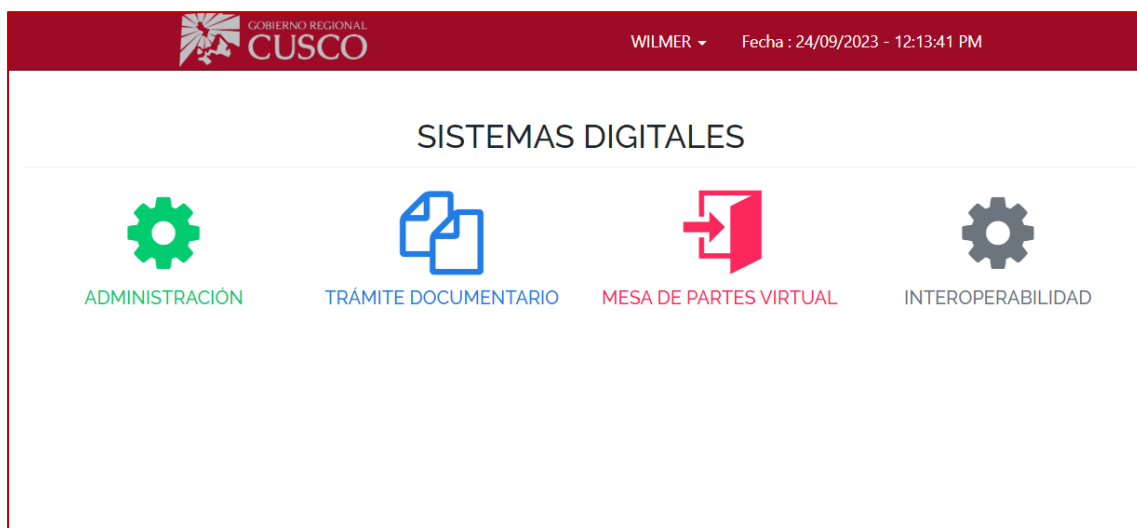 GOBIERNO REGIONAL
CUSCO
WILMER
Fecha : 24/09/2023 - 12:13:41 PM
SISTEMAS DIGITALES
ADMINISTRACIÓN
TRÁMITE DOCUMENTARIO
MESA DE PARTES VIRTUAL
INTEROPERABILIDAD